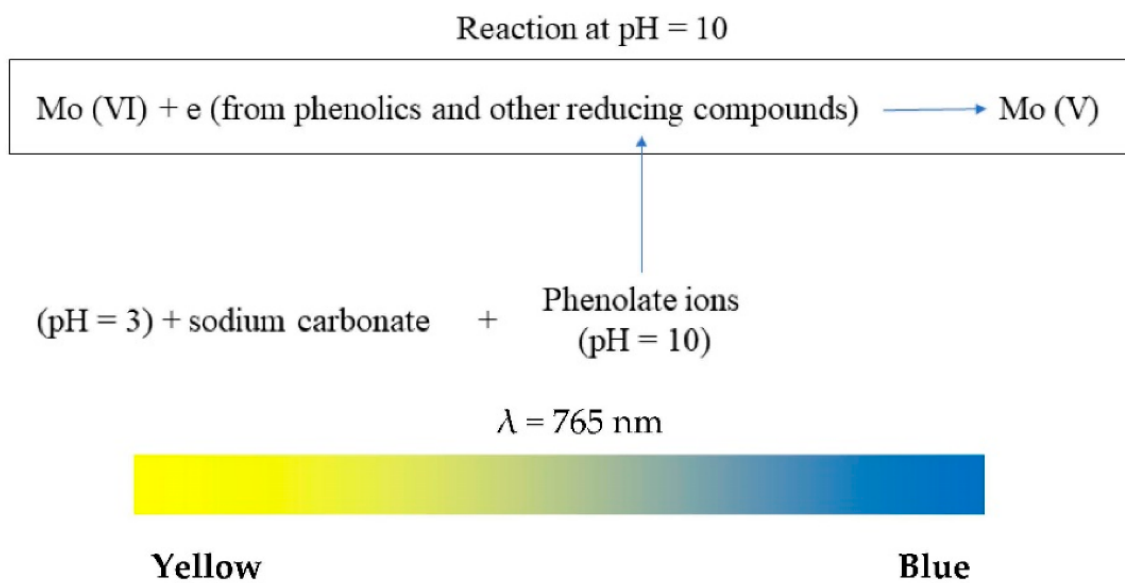 Reaction at pH = 10
Mo (VI) + e (from phenolics and other reducing compounds) Mo (V)
(pH = 3) + sodium carbonate + Phenolate ions
(pH = 10)
λ = 765 nm
Yellow Blue